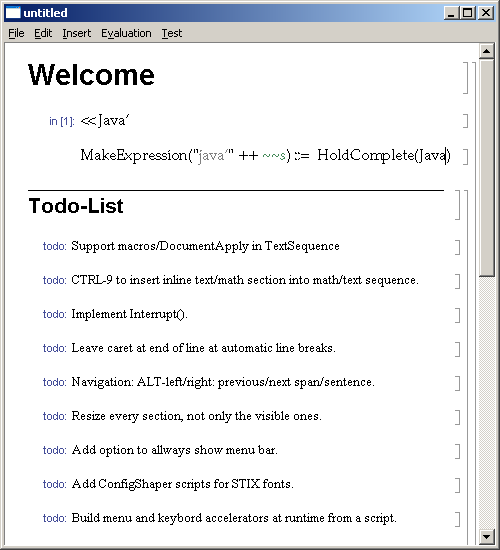 untitled
File Edit Insert Evaluation Test
Welcome
in [1]: <<Java`
MakeExpression("java`" ++ ~~s) ::= HoldComplete(Java)
Todo-List
todo: Support macros/DocumentApply in TextSequence
todo: CTRL-9 to insert inline text/math section into math/text sequence.
todo: Implement Interrupt().
todo: Leave caret at end of line at automatic line breaks.
todo: Navigation: ALT-left/right: previous/next span/sentence.
todo: Resize every section, not only the visible ones.
todo: Add option to allways show menu bar.
todo: Add ConfigShaper scripts for STIX fonts.
todo: Build menu and keybord accelerators at runtime from a script.